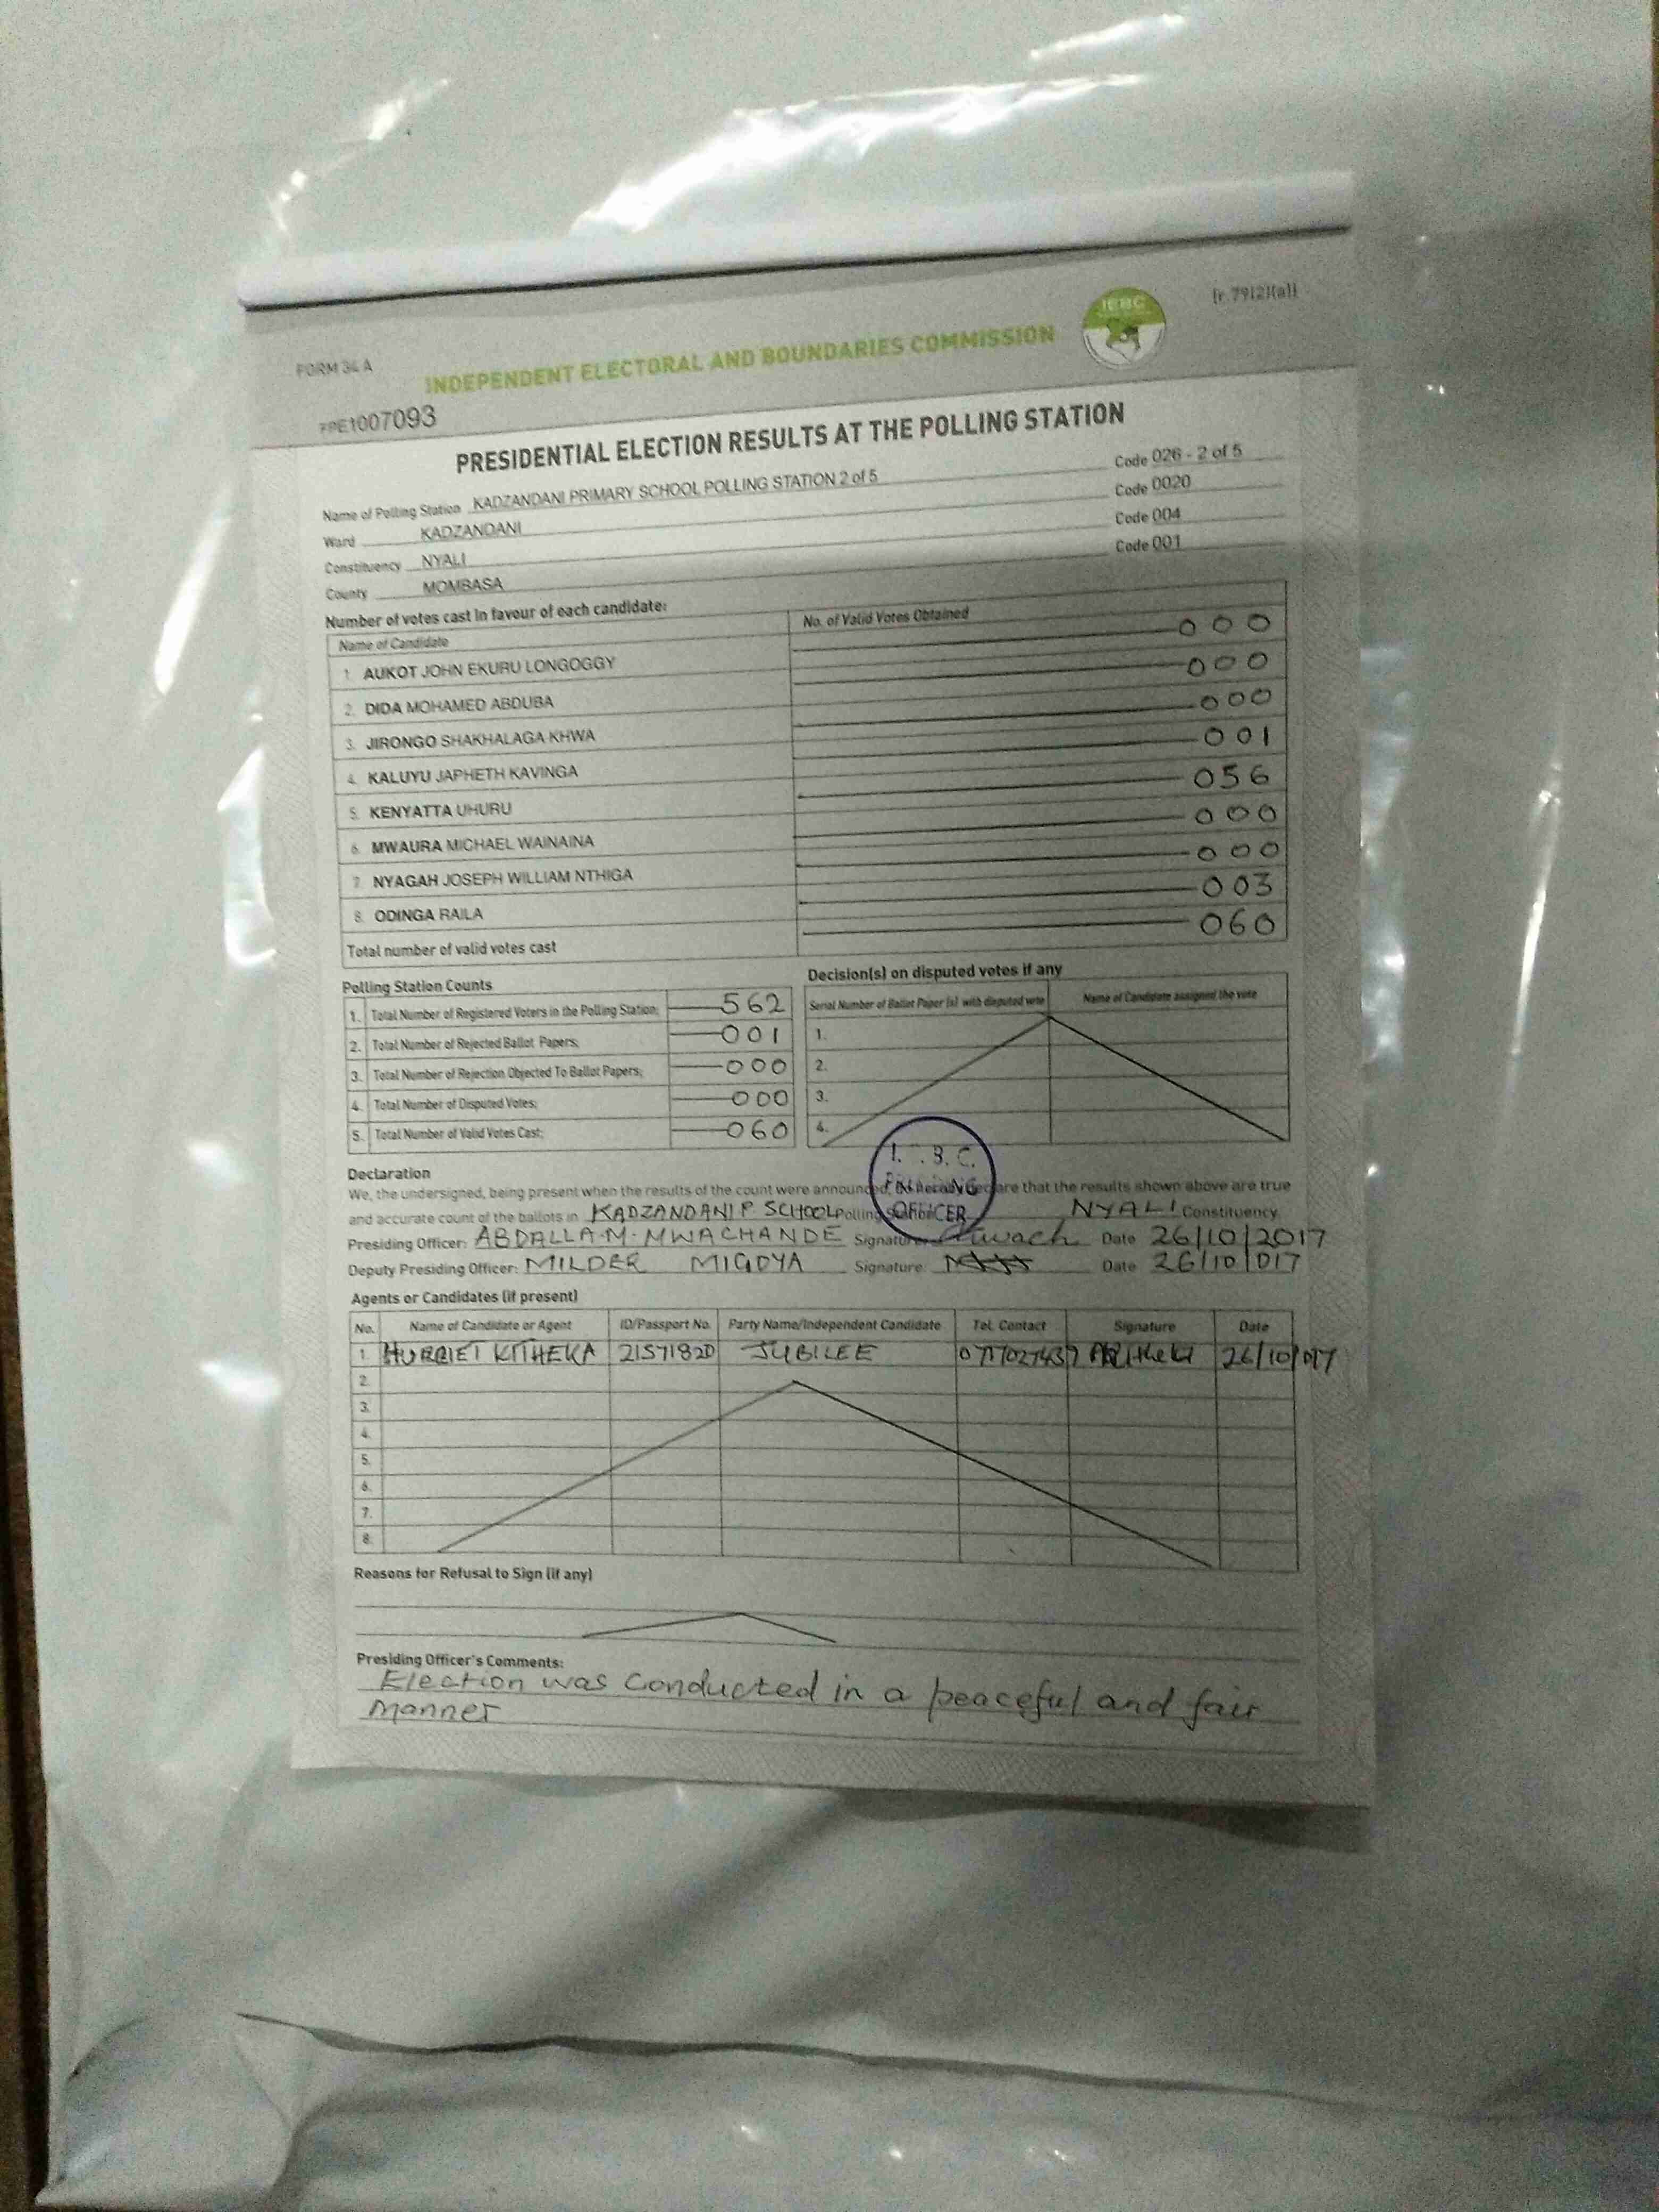 [r.79(2)(a)]
IEBC
FORM 34 A
INDEPENDENT ELECTORAL AND BOUNDARIES COMMISSION
PPE1007093
PRESIDENTIAL ELECTION RESULTS AT THE POLLING STATION
Name of Polling Station KADZANDANI PRIMARY SCHOOL POLLING STATION 2 of 5 Code 026 - 2 of 5
Ward KADZANDANI Code 0020
Constituency NYALI Code 004
County MOMBASA Code 001
Number of votes cast in favour of each candidate:
Name of Candidate No. of Valid Votes Obtained
1. AUKOT JOHN EKURU LONGOGGY 000
2. DIDA MOHAMED ABDUBA 000
3. JIRONGO SHAKHALAGA KHWA 000
4. KALUYU JAPHETH KAVINGA 001
5. KENYATTA UHURU 056
6. MWAURA MICHAEL WAINAINA 000
7. NYAGAH JOSEPH WILLIAM NTHIGA 000
8. ODINGA RAILA 003
Total number of valid votes cast 060
Polling Station Counts
1. Total Number of Registered Voters in the Polling Station; 562
2. Total Number of Rejected Ballot Papers; 001
3. Total Number of Rejection Objected To Ballot Papers; 000
4. Total Number of Disputed Votes; 000
5. Total Number of Valid Votes Cast; 060
Decision(s) on disputed votes if any
Serial Number of Ballot Paper (s) with disputed vote Name of Candidate assigned the vote
1.
2.
3.
4.
Declaration
We, the undersigned, being present when the results of the count were announced, do hereby declare that the results shown above are true
and accurate count of the ballots in KADZANDANI P SCHOOL Polling Station NYALI Constituency.
OFFICER
Presiding Officer: ABDALLA.M.MWACHANDE Signature: Date 26/10/2017
Deputy Presiding Officer: MILDER MIGOYA Signature Date 26/10/017
Agents or Candidates (if present)
No. Name of Candidate or Agent ID/Passport No. Party Name/Independent Candidate Tel. Contact Signature Date
1. HURRIET KITHEKA 21571820 JUBILEE 0717027437 26/10/017
2.
3.
4.
5.
6.
7.
8.
Reasons for Refusal to Sign (if any)
Presiding Officer's Comments:
Election was conducted in a peaceful and fair
manner